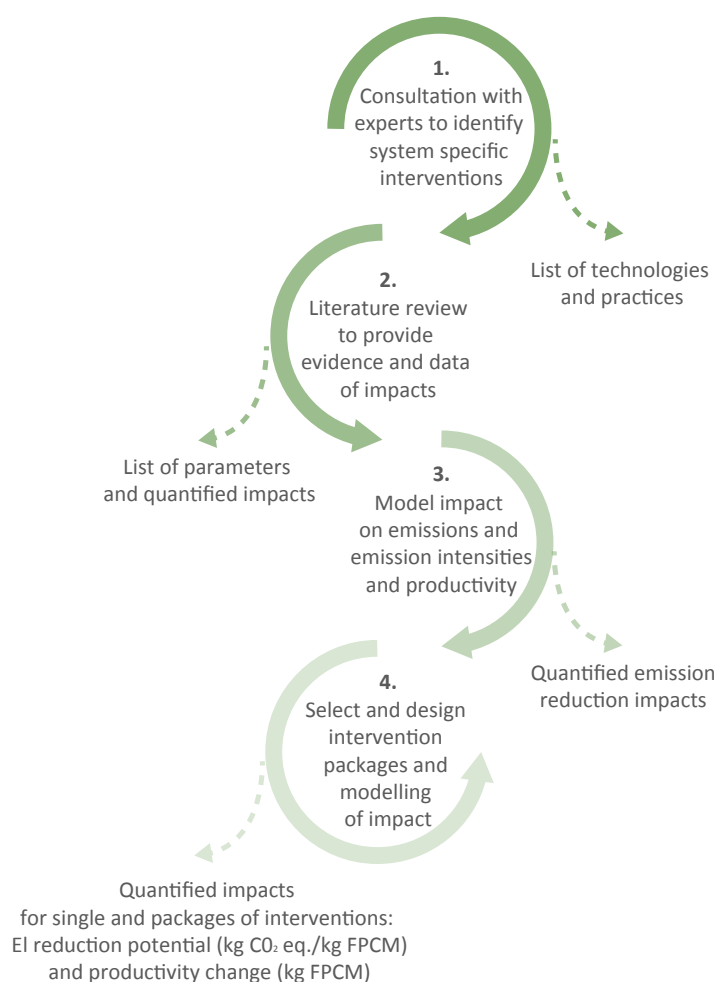 1.
Consultation with
experts to identify
system specific
interventions
List of technologies
and practices
2.
Literature review
to provide
evidence and data
of impacts
List of parameters
and quantified impacts
3.
Model impact
on emissions and
emission intensities
and productivity
Quantified emission
reduction impacts
4.
Select and design
intervention
packages and
modelling
of impact
Quantified impacts
for single and packages of interventions:
EI reduction potential (kg C0₂ eq./kg FPCM)
and productivity change (kg FPCM)